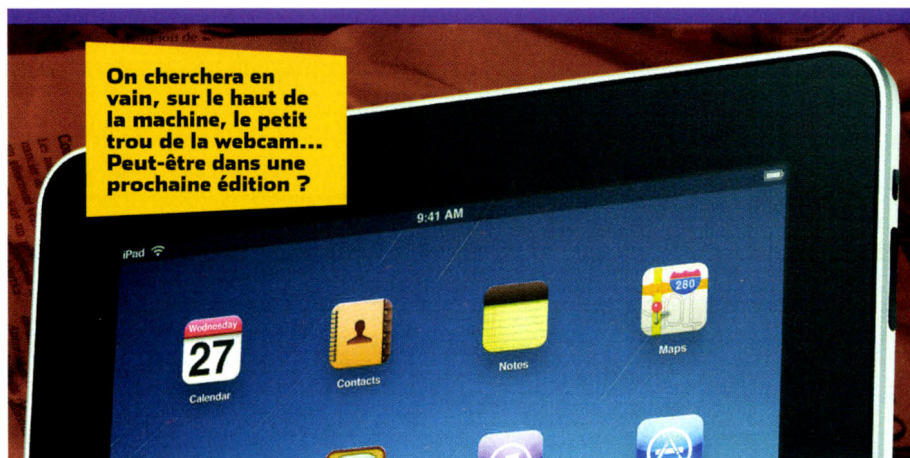 On cherchera en
vain, sur le haut de
la machine, le petit
trou de la webcam...
Peut-être dans une
prochaine édition ?
9:41 AM
iPad
Wednesday
27
280
Calendar
Contacts
Notes
Maps